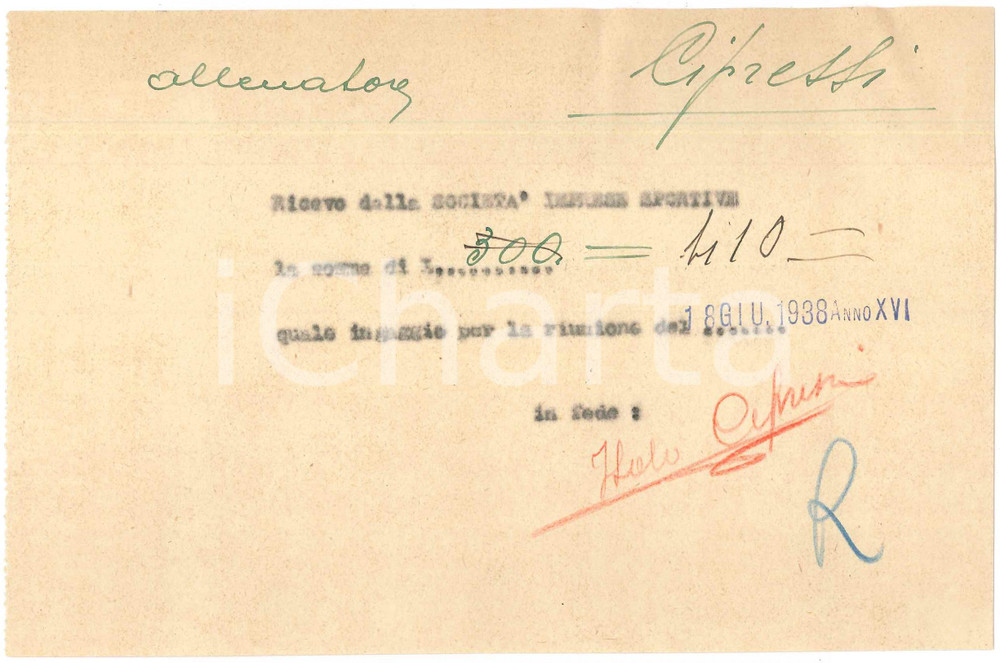 allenatore
Cipressi
Ricevo dalla SOCIETA' IMPRESE SPORTIVE
la somma di L........... 300. = =
quale ingaggio per la riunione del ....... 18 GIU. 1938 ANNO XVI
in fede :
Italo Cipressi
R
iCharta